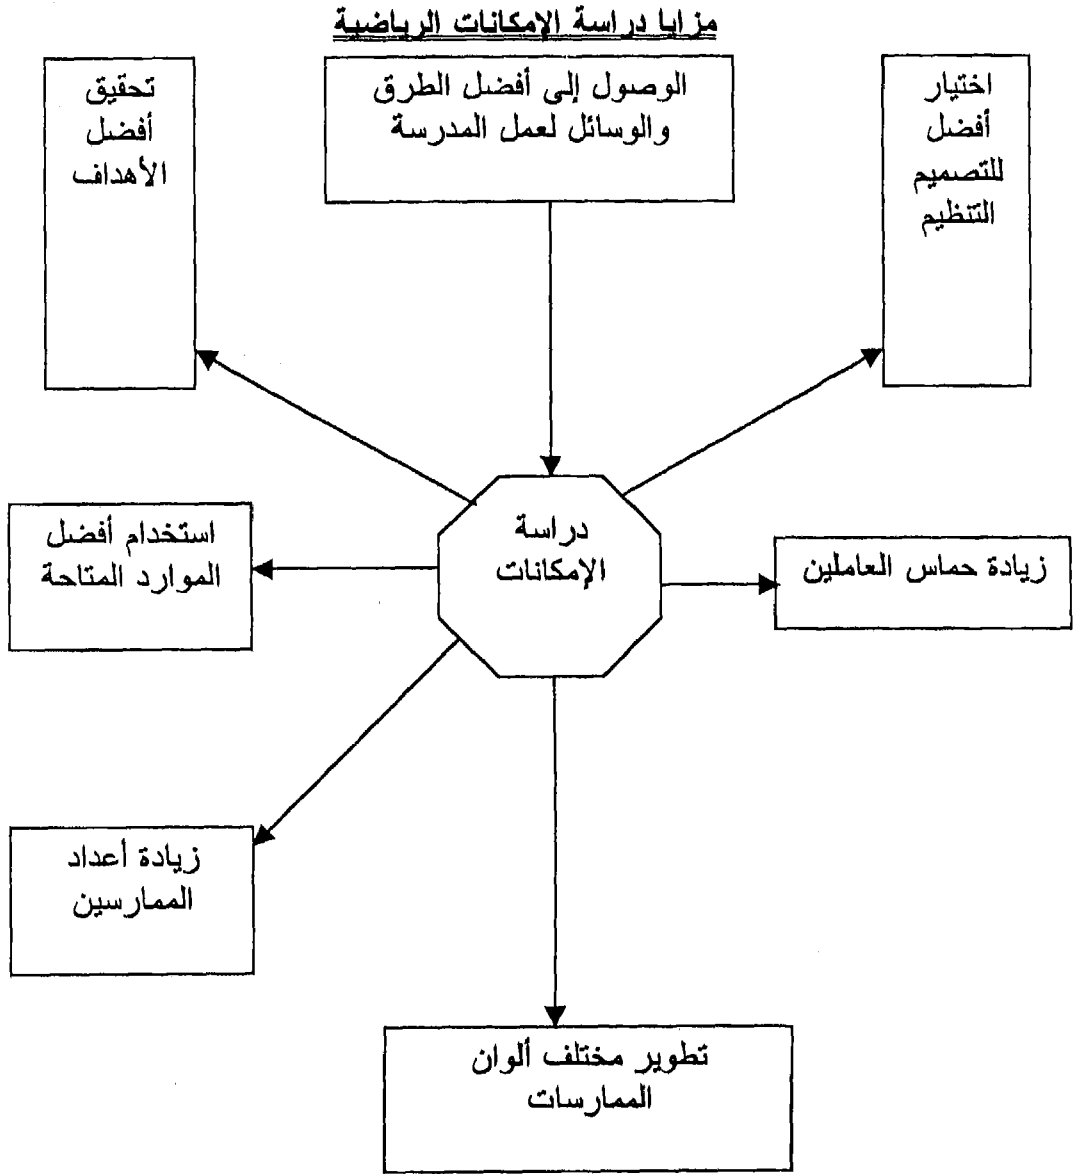 مزايا دراسة الإمكانات الرياضية
اختيار
أفضل
للتصميم
التنظيم
الوصول إلى أفضل الطرق
والوسائل لعمل المدرسة
تحقيق
أفضل
الأهداف
دراسة
الإمكانات
زيادة حماس العاملين
استخدام أفضل
الموارد المتاحة
زيادة أعداد
الممارسين
تطوير مختلف ألوان
الممارسات